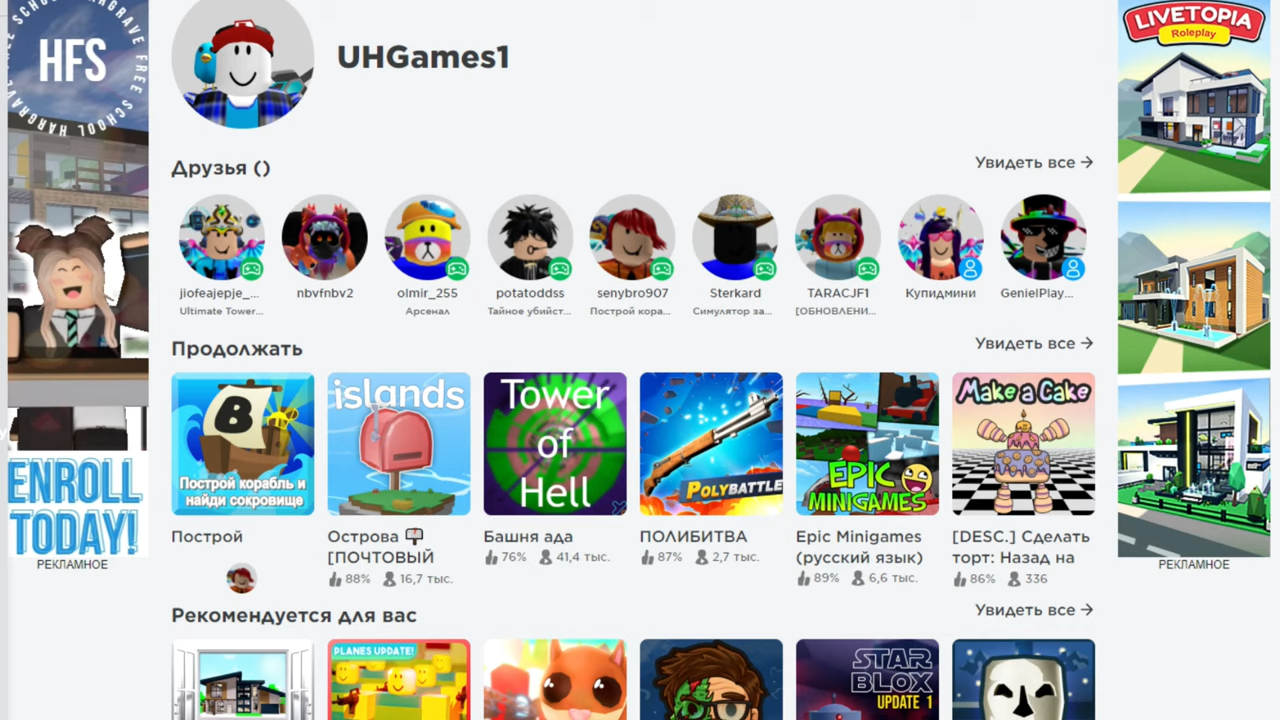 HARGRAVE FREE SCHOOL
HFS
ENROLL
TODAY!
РЕКЛАМНОЕ
UHGames1
Друзья ()
Увидеть все →
jiofeajepje_...
Ultimate Tower...
nbvfnbv2
olmir_255
Арсенал
potatoddss
Тайное убийст...
senybro907
Построй кора...
Sterkard
Симулятор за...
TARACJF1
[ОБНОВЛЕНИ...
Купидмини
GenielPlay...
Продолжать
Увидеть все →
B
Построй корабль и
найди сокровище
Построй
islands
Острова
[ПОЧТОВЫЙ
88% 16,7 тыс.
Tower
of
Hell
Башня ада
76% 41,4 тыс.
POLYBATTLE
ПОЛИБИТВА
87% 2,7 тыс.
EPIC
MINIGAMES
Epic Minigames
(русский язык)
89% 6,6 тыс.
Make a Cake
[DESC.] Сделать
торт: Назад на
86% 336
Рекомендуется для вас
Увидеть все →
PLANES UPDATE!
STAR
BLOX
UPDATE 1
LIVETOPIA
Roleplay
РЕКЛАМНОЕ